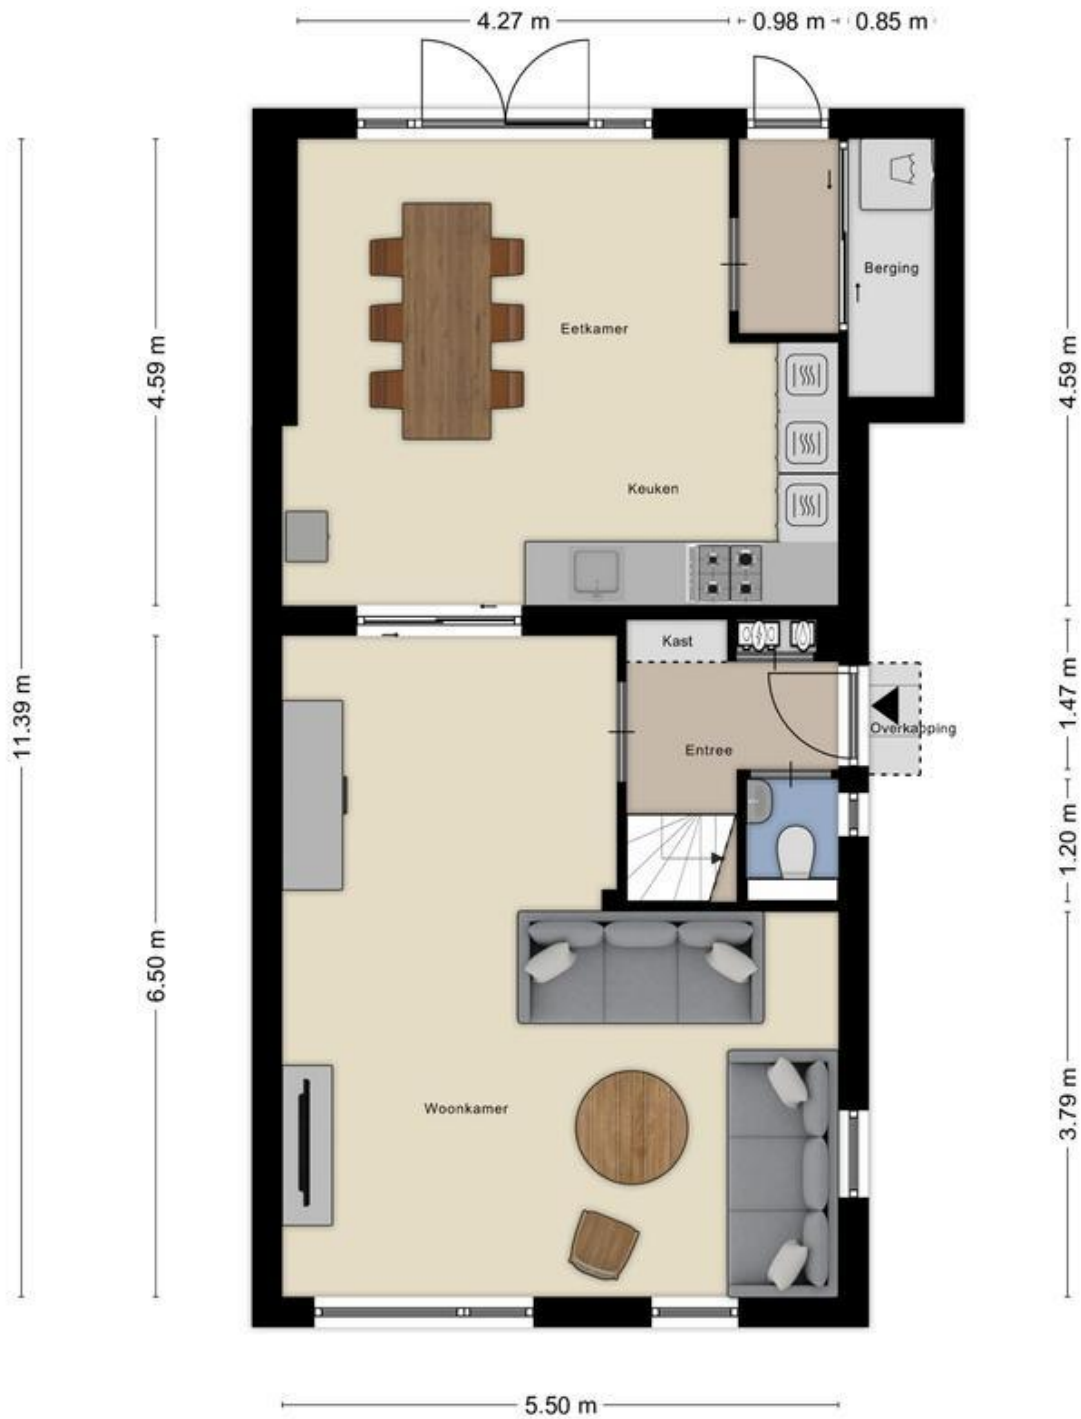 4.27 m
0.98 m
0.85 m
Berging
Eetkamer
4.59 m
4.59 m
Keuken
Kast
11.39 m
1.47 m
Overkapping
Entree
1.20 m
6.50 m
3.79 m
Woonkamer
5.50 m